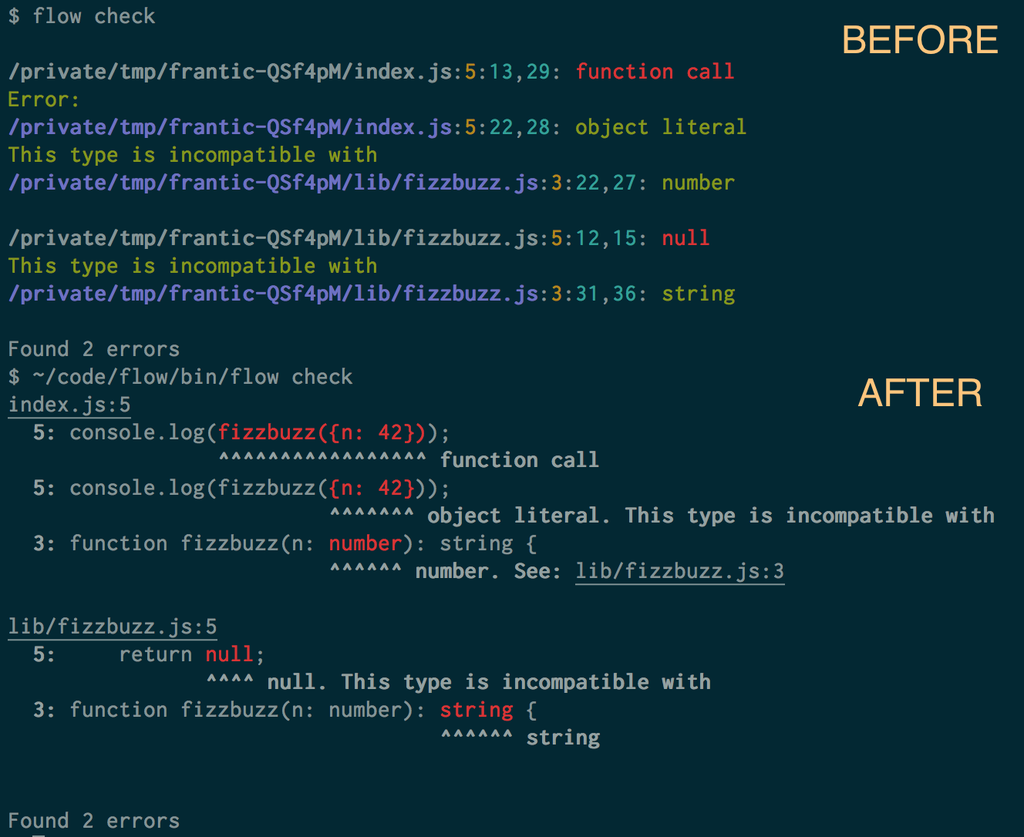 $ flow check
BEFORE
/private/tmp/frantic-QSf4pM/index.js:5:13,29: function call
Error:
/private/tmp/frantic-QSf4pM/index.js:5:22,28: object literal
This type is incompatible with
/private/tmp/frantic-QSf4pM/lib/fizzbuzz.js:3:22,27: number
/private/tmp/frantic-QSf4pM/lib/fizzbuzz.js:5:12,15: null
This type is incompatible with
/private/tmp/frantic-QSf4pM/lib/fizzbuzz.js:3:31,36: string
Found 2 errors
$ ~/code/flow/bin/flow check
AFTER
index.js:5
  5: console.log(fizzbuzz({n: 42}));
                 ^^^^^^^^^^^^^^^^^ function call
  5: console.log(fizzbuzz({n: 42}));
                          ^^^^^^^ object literal. This type is incompatible with
  3: function fizzbuzz(n: number): string {
                          ^^^^^^ number. See: lib/fizzbuzz.js:3
lib/fizzbuzz.js:5
  5:     return null;
                ^^^^ null. This type is incompatible with
  3: function fizzbuzz(n: number): string {
                                   ^^^^^^ string
Found 2 errors